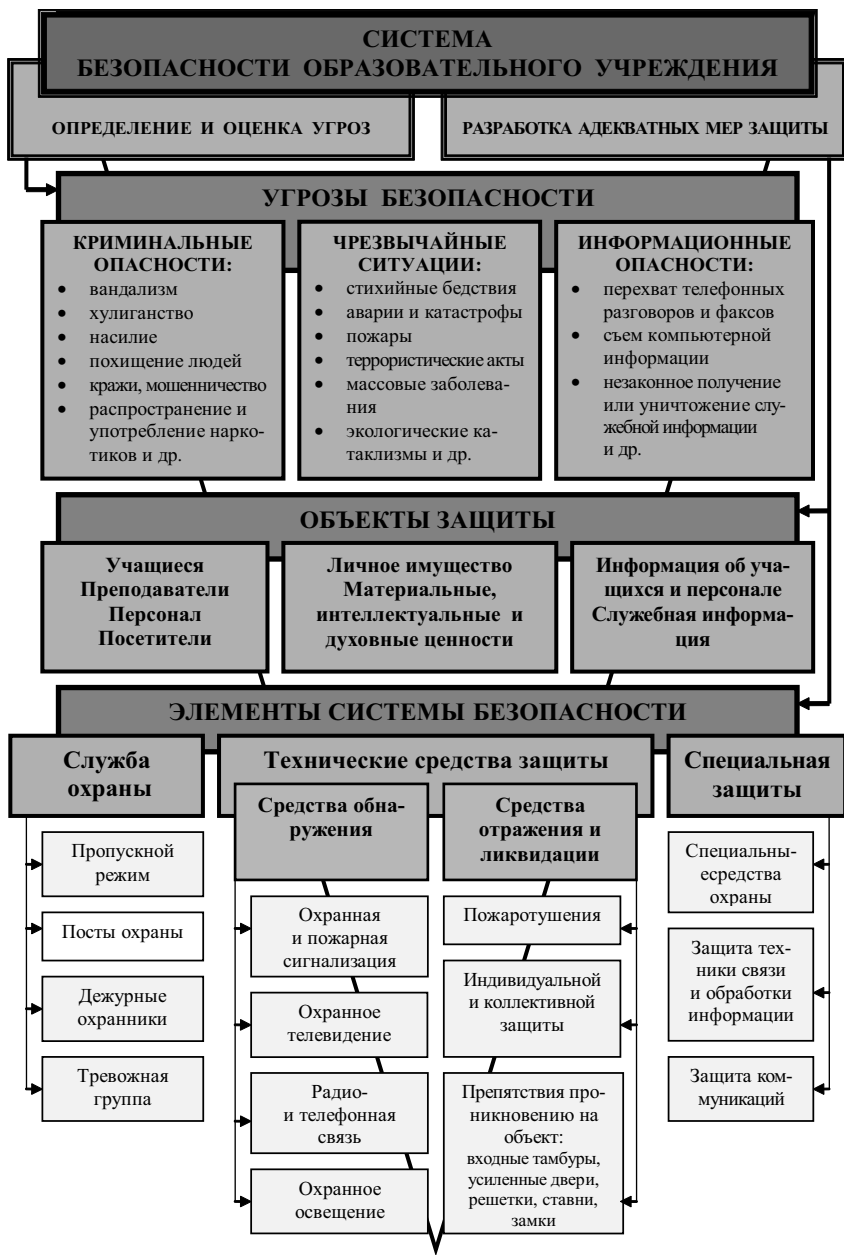 СИСТЕМА
БЕЗОПАСНОСТИ ОБРАЗОВАТЕЛЬНОГО УЧРЕЖДЕНИЯ
ОПРЕДЕЛЕНИЕ И ОЦЕНКА УГРОЗ
РАЗРАБОТКА АДЕКВАТНЫХ МЕР ЗАЩИТЫ
УГРОЗЫ БЕЗОПАСНОСТИ
КРИМИНАЛЬНЫЕ
ОПАСНОСТИ:
• вандализм
• хулиганство
• насилие
• похищение людей
• кражи, мошенничество
• распространение и
употребление нарко-
тиков и др.
ЧРЕЗВЫЧАЙНЫЕ
СИТУАЦИИ:
• стихийные бедствия
• аварии и катастрофы
• пожары
• террористические акты
• массовые заболева-
ния
• экологические ка-
таклизмы и др.
ИНФОРМАЦИОННЫЕ
ОПАСНОСТИ:
• перехват телефонных
разговоров и факсов
• съем компьютерной
информации
• незаконное получение
или уничтожение слу-
жебной информации
и др.
ОБЪЕКТЫ ЗАЩИТЫ
Учащиеся
Преподаватели
Персонал
Посетители
Личное имущество
Материальные,
интеллектуальные и
духовные ценности
Информация об уча-
щихся и персонале
Служебная информа-
ция
ЭЛЕМЕНТЫ СИСТЕМЫ БЕЗОПАСНОСТИ
Служба
охраны
Пропускной
режим
Посты охраны
Дежурные
охранники
Тревожная
группа
Технические средства защиты
Средства обна-
ружения
Охранная
и пожарная
сигнализация
Охранное
телевидение
Радио-
и телефонная
связь
Охранное
освещение
Средства
отражения и
ликвидации
Пожаротушения
Индивидуальной
и коллективной
защиты
Препятствия про-
никновению на
объект:
входные тамбуры,
усиленные двери,
решетки, ставни,
замки
Специальная
защиты
Специальны-
есредства
охраны
Защита тех-
ники связи
и обработки
информации
Защита ком-
муникаций